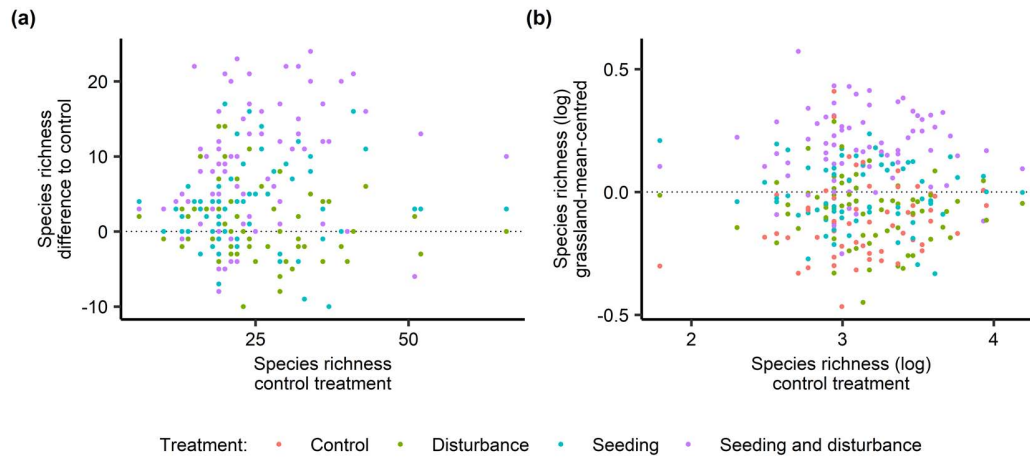 (a)
Species richness
difference to control
20
10
0
-10
25
50
Species richness
control treatment
(b)
Species richness (log)
grassland-mean-centred
0.5
0.0
-0.5
2
3
4
Species richness (log)
control treatment
Treatment: Control Disturbance Seeding Seeding and disturbance